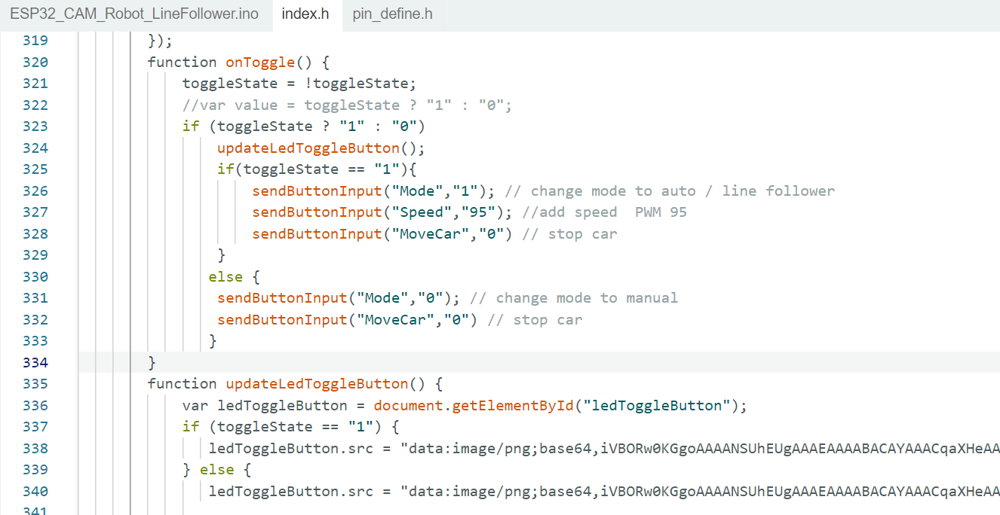 ESP32_CAM_Robot_LineFollower.ino index.h pin_define.h
319 });
320 function onToggle() {
321 toggleState = !toggleState;
322 //var value = toggleState ? "1" : "0";
323 if (toggleState ? "1" : "0")
324 updateLedToggleButton();
325 if(toggleState == "1"){
326 sendButtonInput("Mode","1"); // change mode to auto / line follower
327 sendButtonInput("Speed","95"); //add speed  PWM 95
328 sendButtonInput("MoveCar","0") // stop car
329 }
330 else {
331 sendButtonInput("Mode","0"); // change mode to manual
332 sendButtonInput("MoveCar","0") // stop car
333 }
334 }
335 function updateLedToggleButton() {
336 var ledToggleButton = document.getElementById("ledToggleButton");
337 if (toggleState == "1") {
338 ledToggleButton.src = "data:image/png;base64,iVBORw0KGgoAAAANSUhEUgAAAEAAAABACAYAAACqaXHeAA
339 } else {
340 ledToggleButton.src = "data:image/png;base64,iVBORw0KGgoAAAANSUhEUgAAAEAAAABACAYAAACqaXHeAA
341